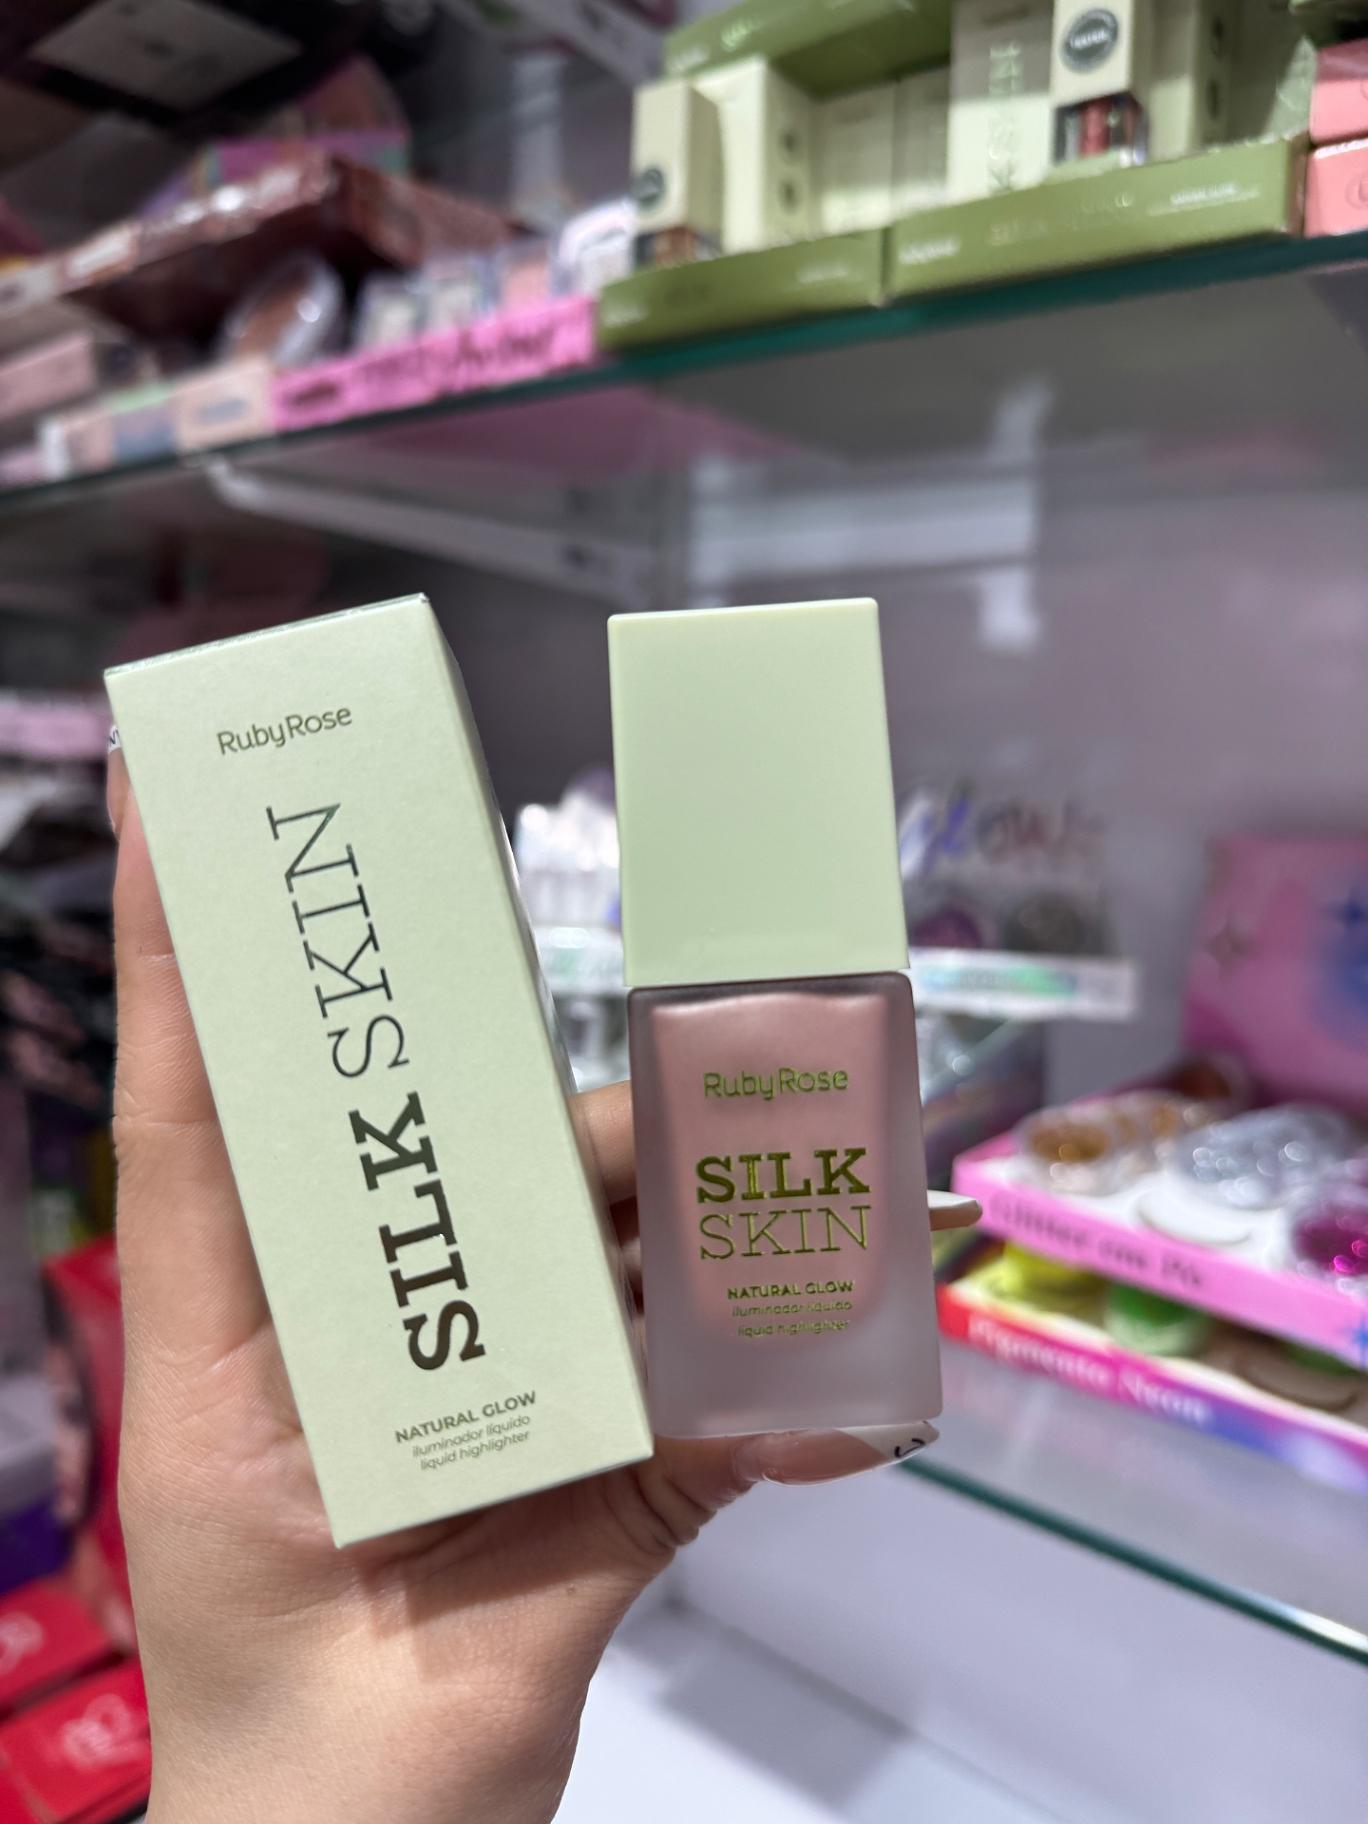 RubyRose
SILK SKIN
NATURAL GLOW
iluminador líquido
liquid highlighter
RubyRose
SILK
SKIN
NATURAL GLOW
iluminador líquido
liquid highlighter
Pigmento Neon